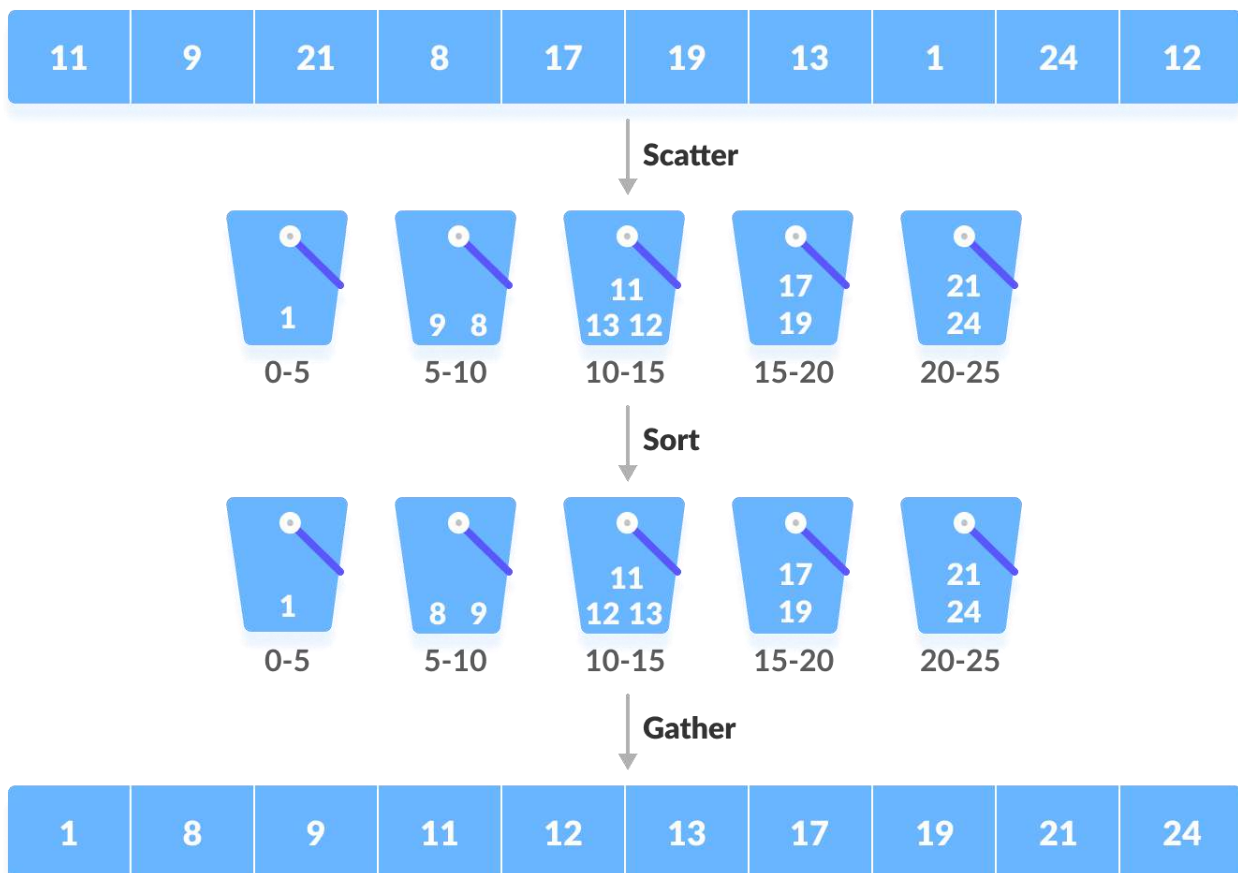 11 9 21 8 17 19 13 1 24 12
Scatter
1 9 8 11 13 12 17 19 21 24
0-5 5-10 10-15 15-20 20-25
Sort
1 8 9 11 12 13 17 19 21 24
0-5 5-10 10-15 15-20 20-25
Gather
1 8 9 11 12 13 17 19 21 24